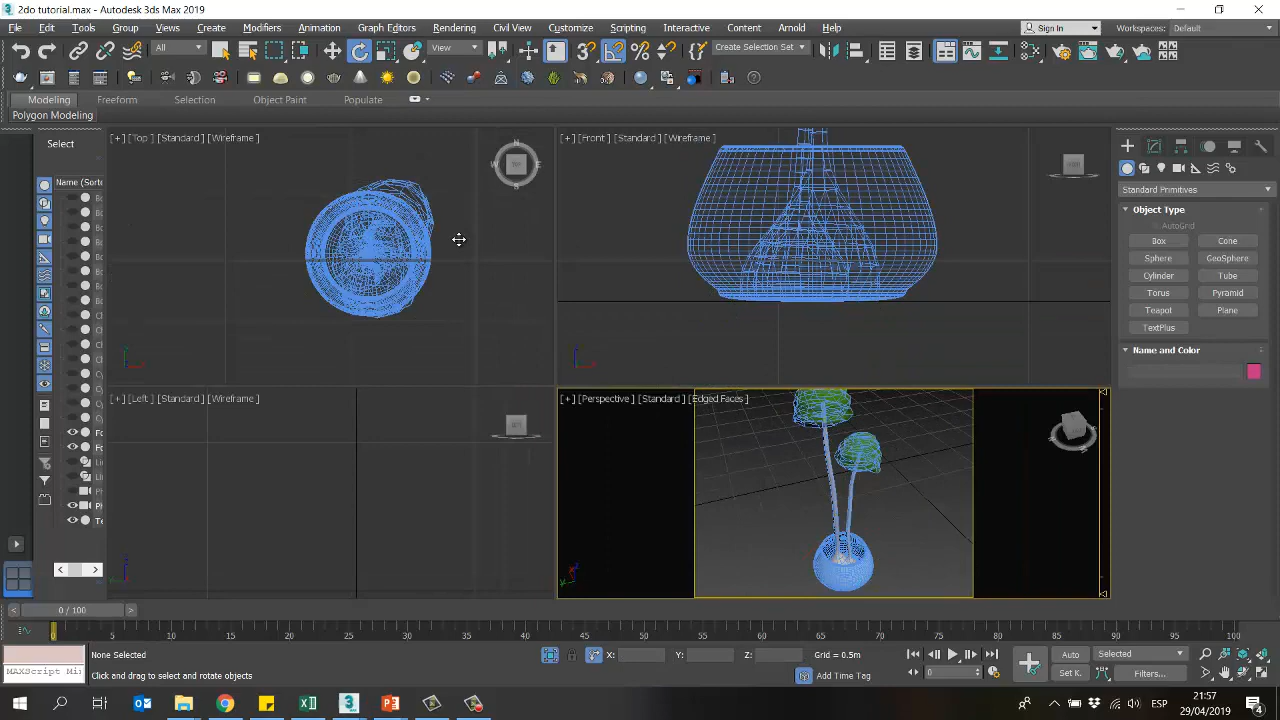 2do tutorial.max - Autodesk 3ds Max 2019
File Edit Tools Group Views Create Modifiers Animation Graph Editors Rendering Civil View Customize Scripting Interactive Content Arnold Help Sign In Workspaces: Default
All View Create Selection Set
Modeling Freeform Selection Object Paint Populate
Polygon Modeling
Select
Name (Sorte
[+] [Top] [Standard] [Wireframe]
[+] [Front] [Standard] [Wireframe]
Standard Primitives
Object Type
AutoGrid
Box Cone
Sphere GeoSphere
Cylinder Tube
Torus Pyramid
Teapot Plane
TextPlus
Name and Color
[+] [Left] [Standard] [Wireframe]
[+] [Perspective] [Standard] [Edged Faces]
0 / 100
0 5 10 15 20 25 30 35 40 45 50 55 60 65 70 75 80 85 90 95 100
None Selected X: Y: Z: Grid = 0.5m Auto Selected
MAXScript Mi
Click and drag to select and rotate objects Add Time Tag 0 Set K. Filters...
ESP 21:57
29/04/2019 4